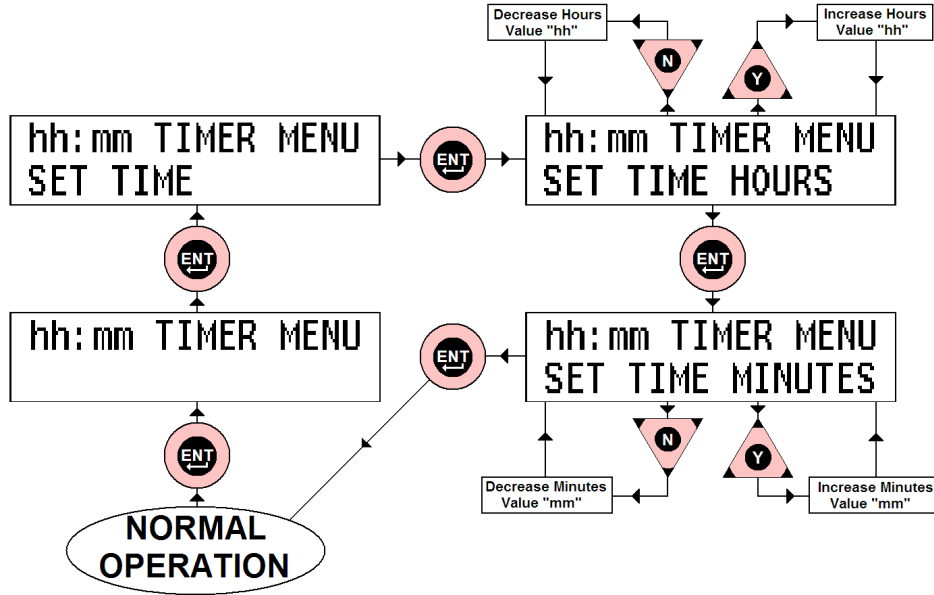 Decrease Hours
Value "hh"
N
Y
Increase Hours
Value "hh"
hh:mm TIMER MENU
SET TIME
ENT
hh:mm TIMER MENU
SET TIME HOURS
ENT
ENT
hh:mm TIMER MENU
ENT
hh:mm TIMER MENU
SET TIME MINUTES
ENT
N
Y
Decrease Minutes
Value "mm"
Increase Minutes
Value "mm"
NORMAL
OPERATION